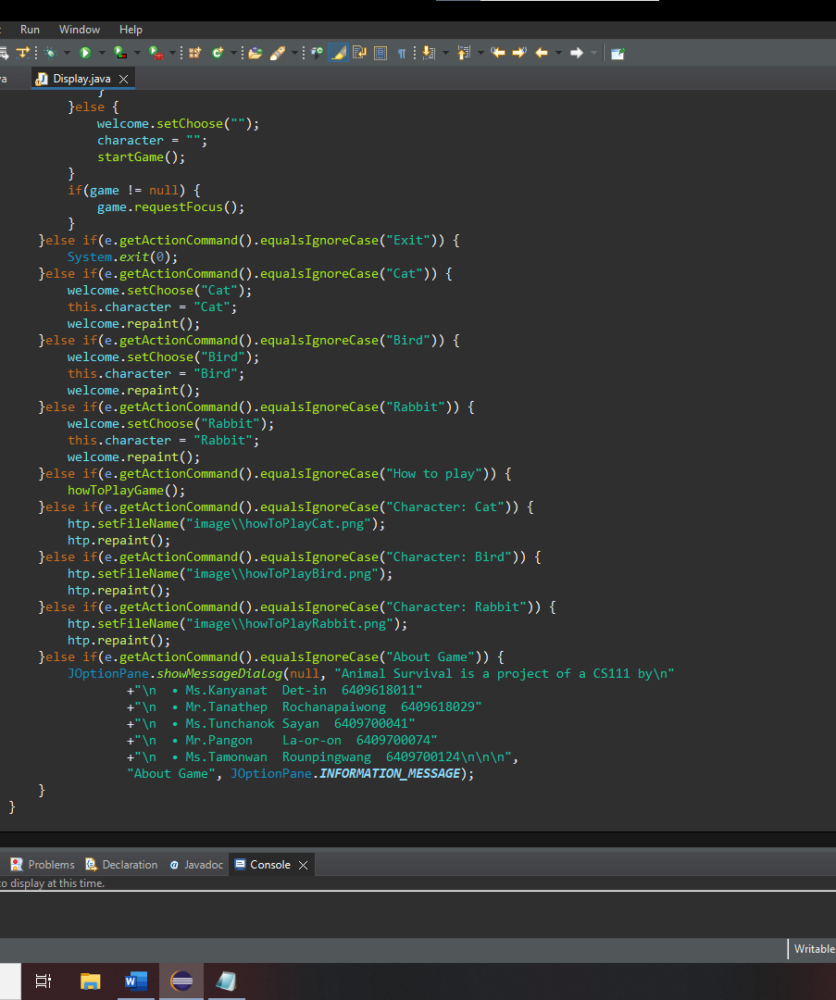 Run Window Help
Display.java
}
}else {
welcome.setChoose("");
character = "";
startGame();
}
if(game != null) {
game.requestFocus();
}
}else if(e.getActionCommand().equalsIgnoreCase("Exit")) {
System.exit(0);
}else if(e.getActionCommand().equalsIgnoreCase("Cat")) {
welcome.setChoose("Cat");
this.character = "Cat";
welcome.repaint();
}else if(e.getActionCommand().equalsIgnoreCase("Bird")) {
welcome.setChoose("Bird");
this.character = "Bird";
welcome.repaint();
}else if(e.getActionCommand().equalsIgnoreCase("Rabbit")) {
welcome.setChoose("Rabbit");
this.character = "Rabbit";
welcome.repaint();
}else if(e.getActionCommand().equalsIgnoreCase("How to play")) {
howToPlayGame();
}else if(e.getActionCommand().equalsIgnoreCase("Character: Cat")) {
htp.setFileName("image\\howToPlayCat.png");
htp.repaint();
}else if(e.getActionCommand().equalsIgnoreCase("Character: Bird")) {
htp.setFileName("image\\howToPlayBird.png");
htp.repaint();
}else if(e.getActionCommand().equalsIgnoreCase("Character: Rabbit")) {
htp.setFileName("image\\howToPlayRabbit.png");
htp.repaint();
}else if(e.getActionCommand().equalsIgnoreCase("About Game")) {
JOptionPane.showMessageDialog(null, "Animal Survival is a project of a CS111 by\n"
+"\n  • Ms.Kanyanat  Det-in  6409618011"
+"\n  • Mr.Tanathep  Rochanapaiwong  6409618029"
+"\n  • Ms.Tunchanok Sayan  6409700041"
+"\n  • Mr.Pangon    La-or-on  6409700074"
+"\n  • Ms.Tamonwan  Rounpingwang  6409700124\n\n\n",
"About Game", JOptionPane.INFORMATION_MESSAGE);
}
}
Problems Declaration Javadoc Console
to display at this time.
Writable